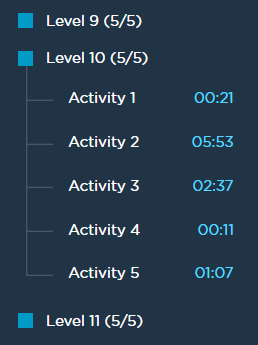 Level 9 (5/5)
Level 10 (5/5)
Activity 1 00:21
Activity 2 05:53
Activity 3 02:37
Activity 4 00:11
Activity 5 01:07
Level 11 (5/5)